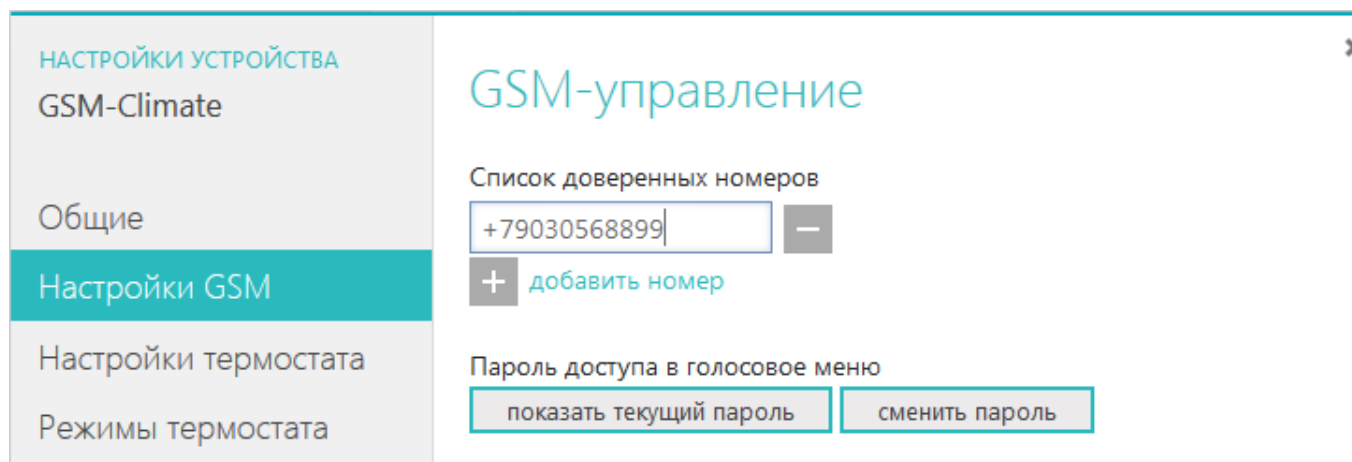 НАСТРОЙКИ УСТРОЙСТВА
GSM-Climate
Общие
Настройки GSM
Настройки термостата
Режимы термостата
GSM-управление
Список доверенных номеров
+79030568899
добавить номер
Пароль доступа в голосовое меню
показать текущий пароль сменить пароль